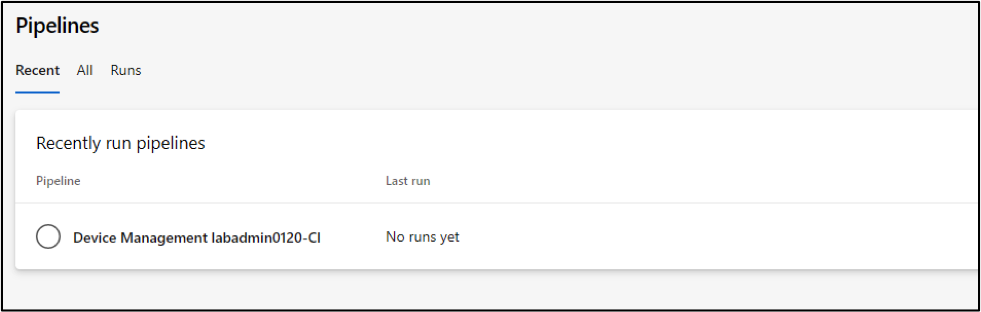 Pipelines
Recent All Runs
Recently run pipelines
Pipeline Last run
Device Management labadmin0120-CI No runs yet